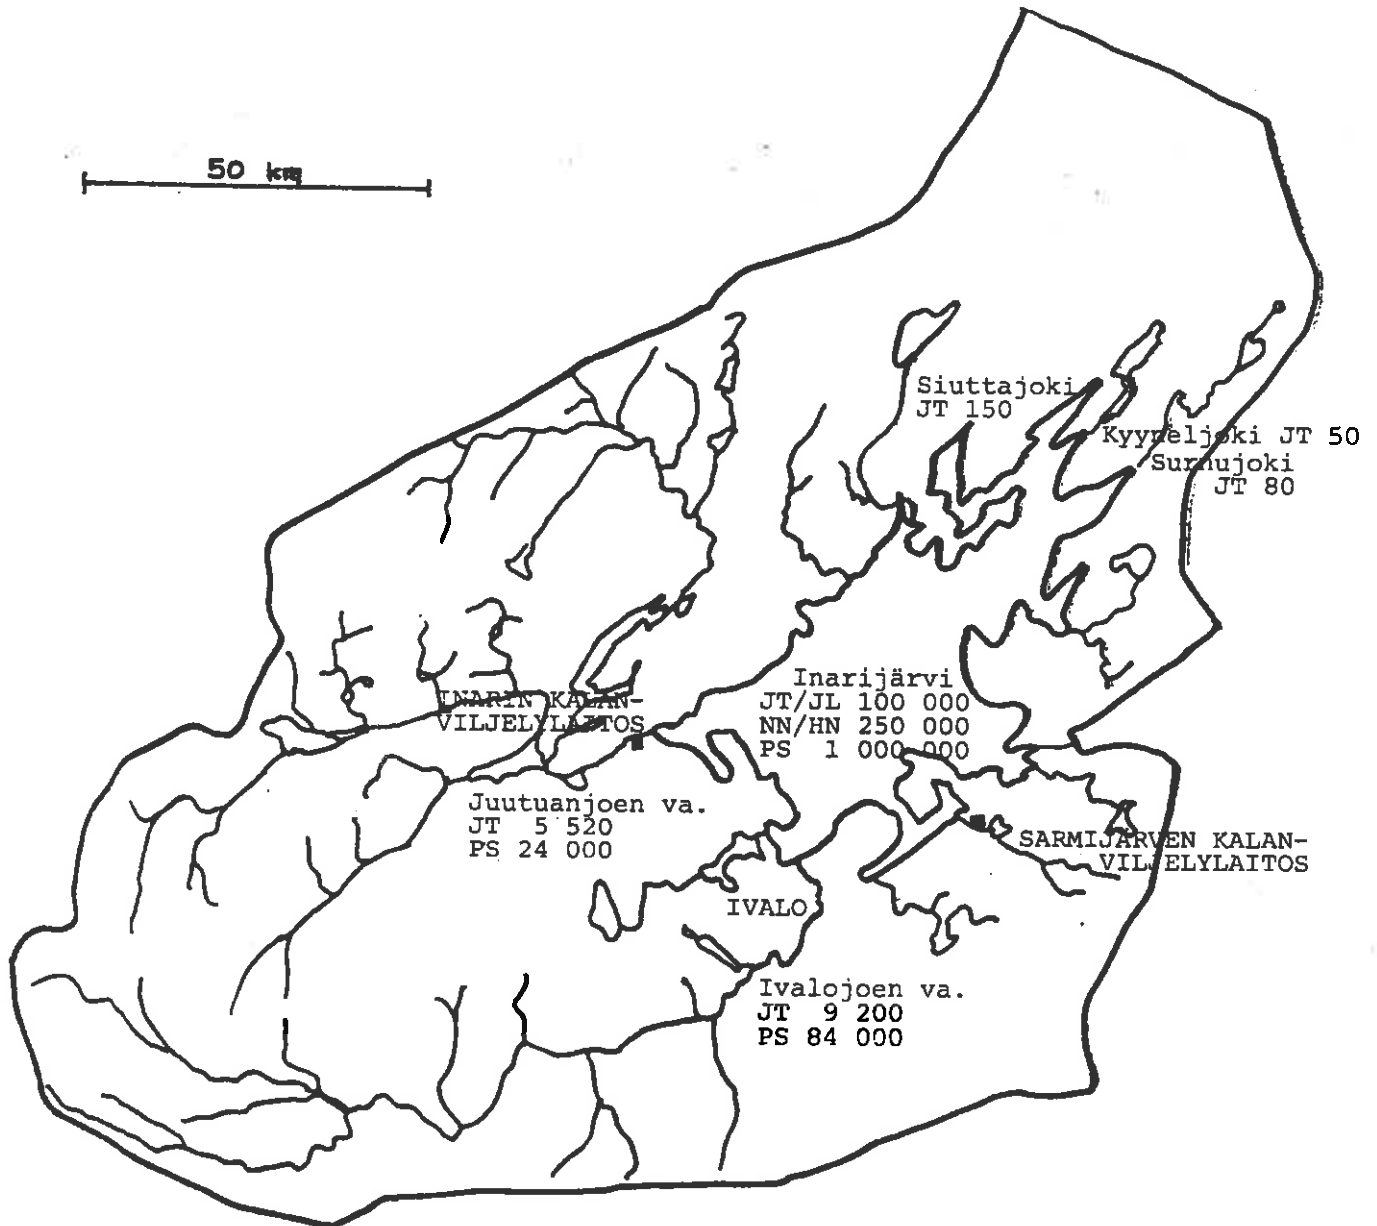 50 km
Siuttajoki
JT 150
Kyyneljoki JT 50
Surnujoki
JT 80
Inarijärvi
JT/JL 100 000
NN/HN 250 000
PS 1 000 000
INARIN KALAN-
VILJELYLAITOS
Juutuanjoen va.
JT 5 520
PS 24 000
SARMIJÄRVEN KALAN-
VILJELYLAITOS
IVALO
Ivalojoen va.
JT 9 200
PS 84 000